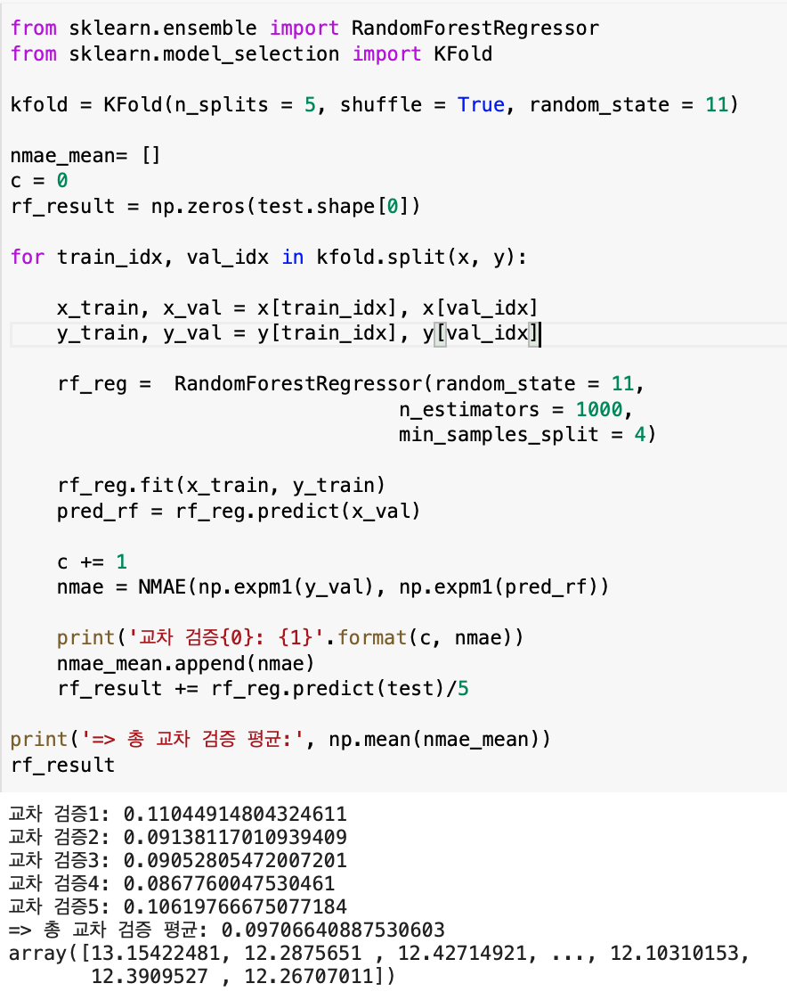 from sklearn.ensemble import RandomForestRegressor
from sklearn.model_selection import KFold
kfold = KFold(n_splits = 5, shuffle = True, random_state = 11)
nmae_mean= []
c = 0
rf_result = np.zeros(test.shape[0])
for train_idx, val_idx in kfold.split(x, y):
    x_train, x_val = x[train_idx], x[val_idx]
    y_train, y_val = y[train_idx], y[val_idx]
    rf_reg =  RandomForestRegressor(random_state = 11,
                                 n_estimators = 1000,
                                 min_samples_split = 4)
    rf_reg.fit(x_train, y_train)
    pred_rf = rf_reg.predict(x_val)
    c += 1
    nmae = NMAE(np.expm1(y_val), np.expm1(pred_rf))
    print('교차 검증{0}: {1}'.format(c, nmae))
    nmae_mean.append(nmae)
    rf_result += rf_reg.predict(test)/5
print('=> 총 교차 검증 평균:', np.mean(nmae_mean))
rf_result
교차 검증1: 0.11044914804324611
교차 검증2: 0.09138117010939409
교차 검증3: 0.09052805472007201
교차 검증4: 0.0867760047530461
교차 검증5: 0.10619766675077184
=> 총 교차 검증 평균: 0.09706640887530603
array([13.15422481, 12.2875651 , 12.42714921, ..., 12.10310153,
       12.3909527 , 12.26707011])